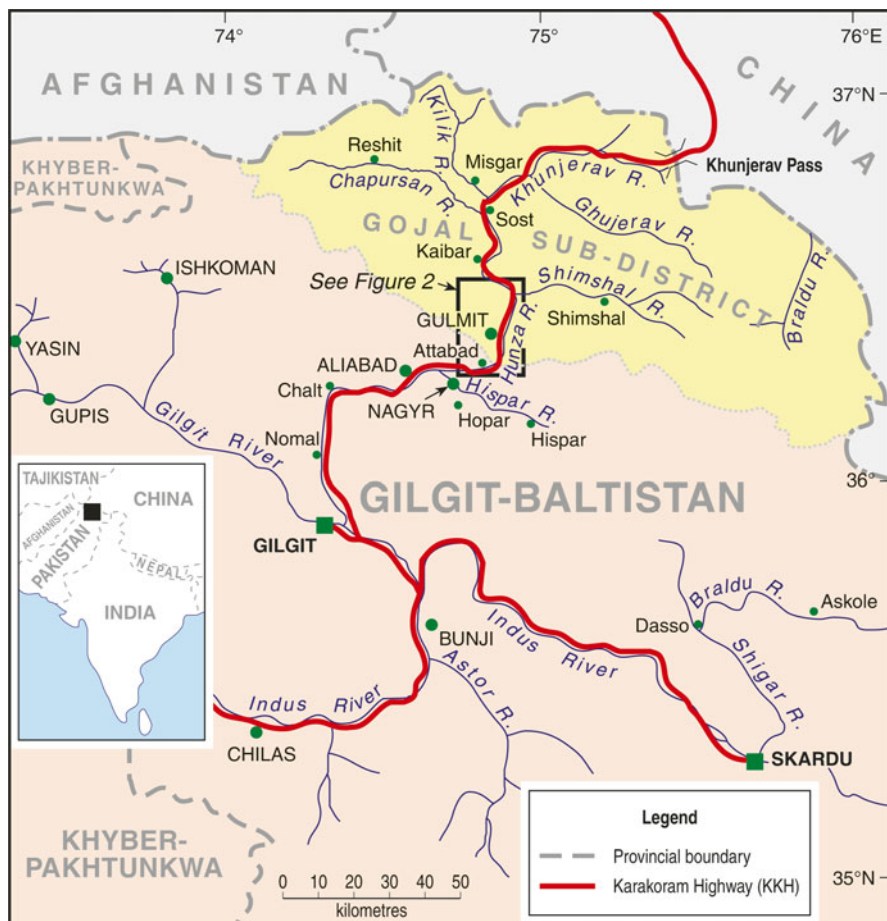 74°
75°
76°E
AFGHANISTAN
CHINA
37°N
KHYBER-
PAKHTUNKWA
Kilik R.
Reshit
Misgar
Khunjerav Pass
Chapursan R.
Khunjerav R.
Sost
Ghujerav R.
GOJAL
SUB-DISTRICT
Kaibar
ISHKOMAN
See Figure 2
Shimshal R.
Braldu R.
GULMIT
Shimshal
Hunza R.
YASIN
Attabad
ALIABAD
Chalt
NAGYR
Hispar R.
GUPIS
Hopar
Hispar
Gilgit River
Nomal
36°
GILGIT-BALTISTAN
TAJIKISTAN
CHINA
AFGHANISTAN
PAKISTAN
NEPAL
INDIA
GILGIT
Braldu R.
Askole
Dasso
BUNJI
Indus River
Shigar R.
Astor R.
Indus River
CHILAS
SKARDU
KHYBER-
PAKHTUNKWA
Legend
Provincial boundary
Karakoram Highway (KKH)
35°N
0 10 20 30 40 50
kilometres